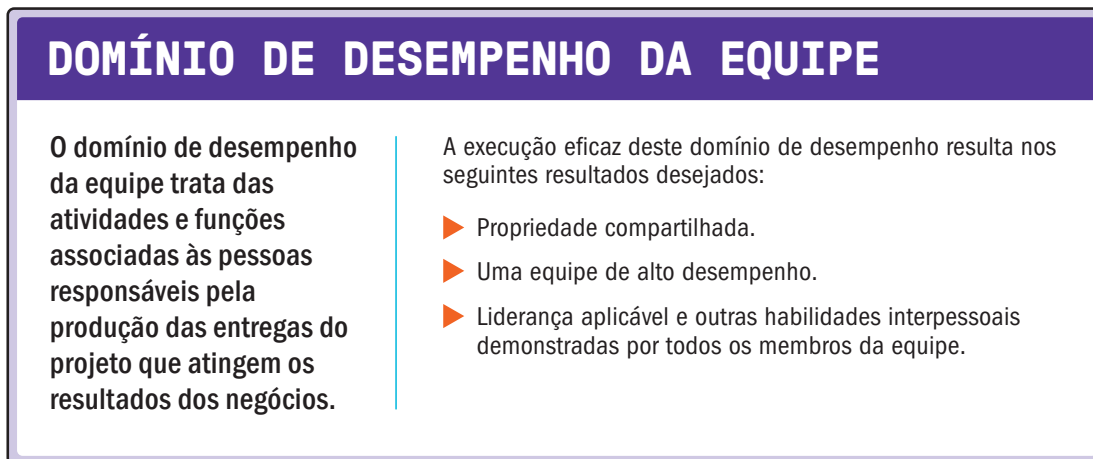 DOMÍNIO DE DESEMPENHO DA EQUIPE
O domínio de desempenho
da equipe trata das
atividades e funções
associadas às pessoas
responsáveis pela
produção das entregas do
projeto que atingem os
resultados dos negócios.
A execução eficaz deste domínio de desempenho resulta nos
seguintes resultados desejados:
Propriedade compartilhada.
Uma equipe de alto desempenho.
Liderança aplicável e outras habilidades interpessoais
demonstradas por todos os membros da equipe.